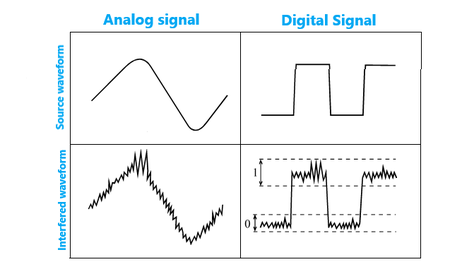 Analog signal
Digital Signal
Source waveform
Interfered waveform
1
0